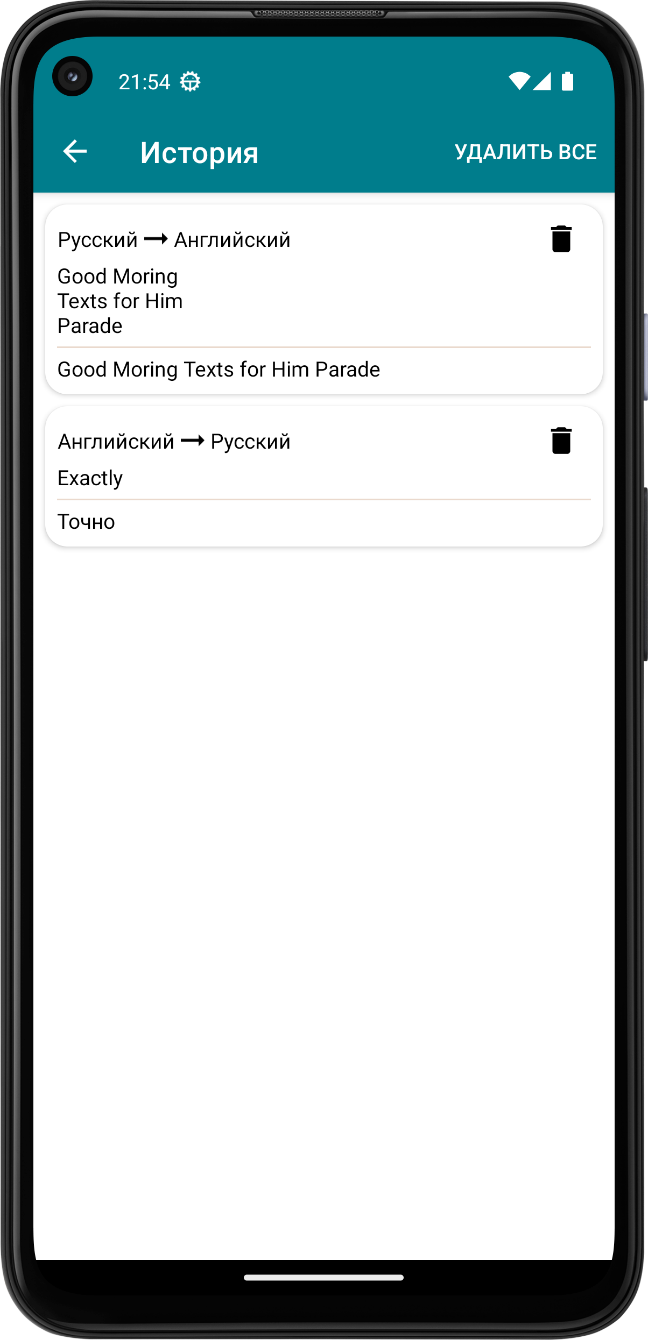 21:54
История
УДАЛИТЬ ВСЕ
Русский → Английский
Good Moring
Texts for Him
Parade
Good Moring Texts for Him Parade
Английский → Русский
Exactly
Точно